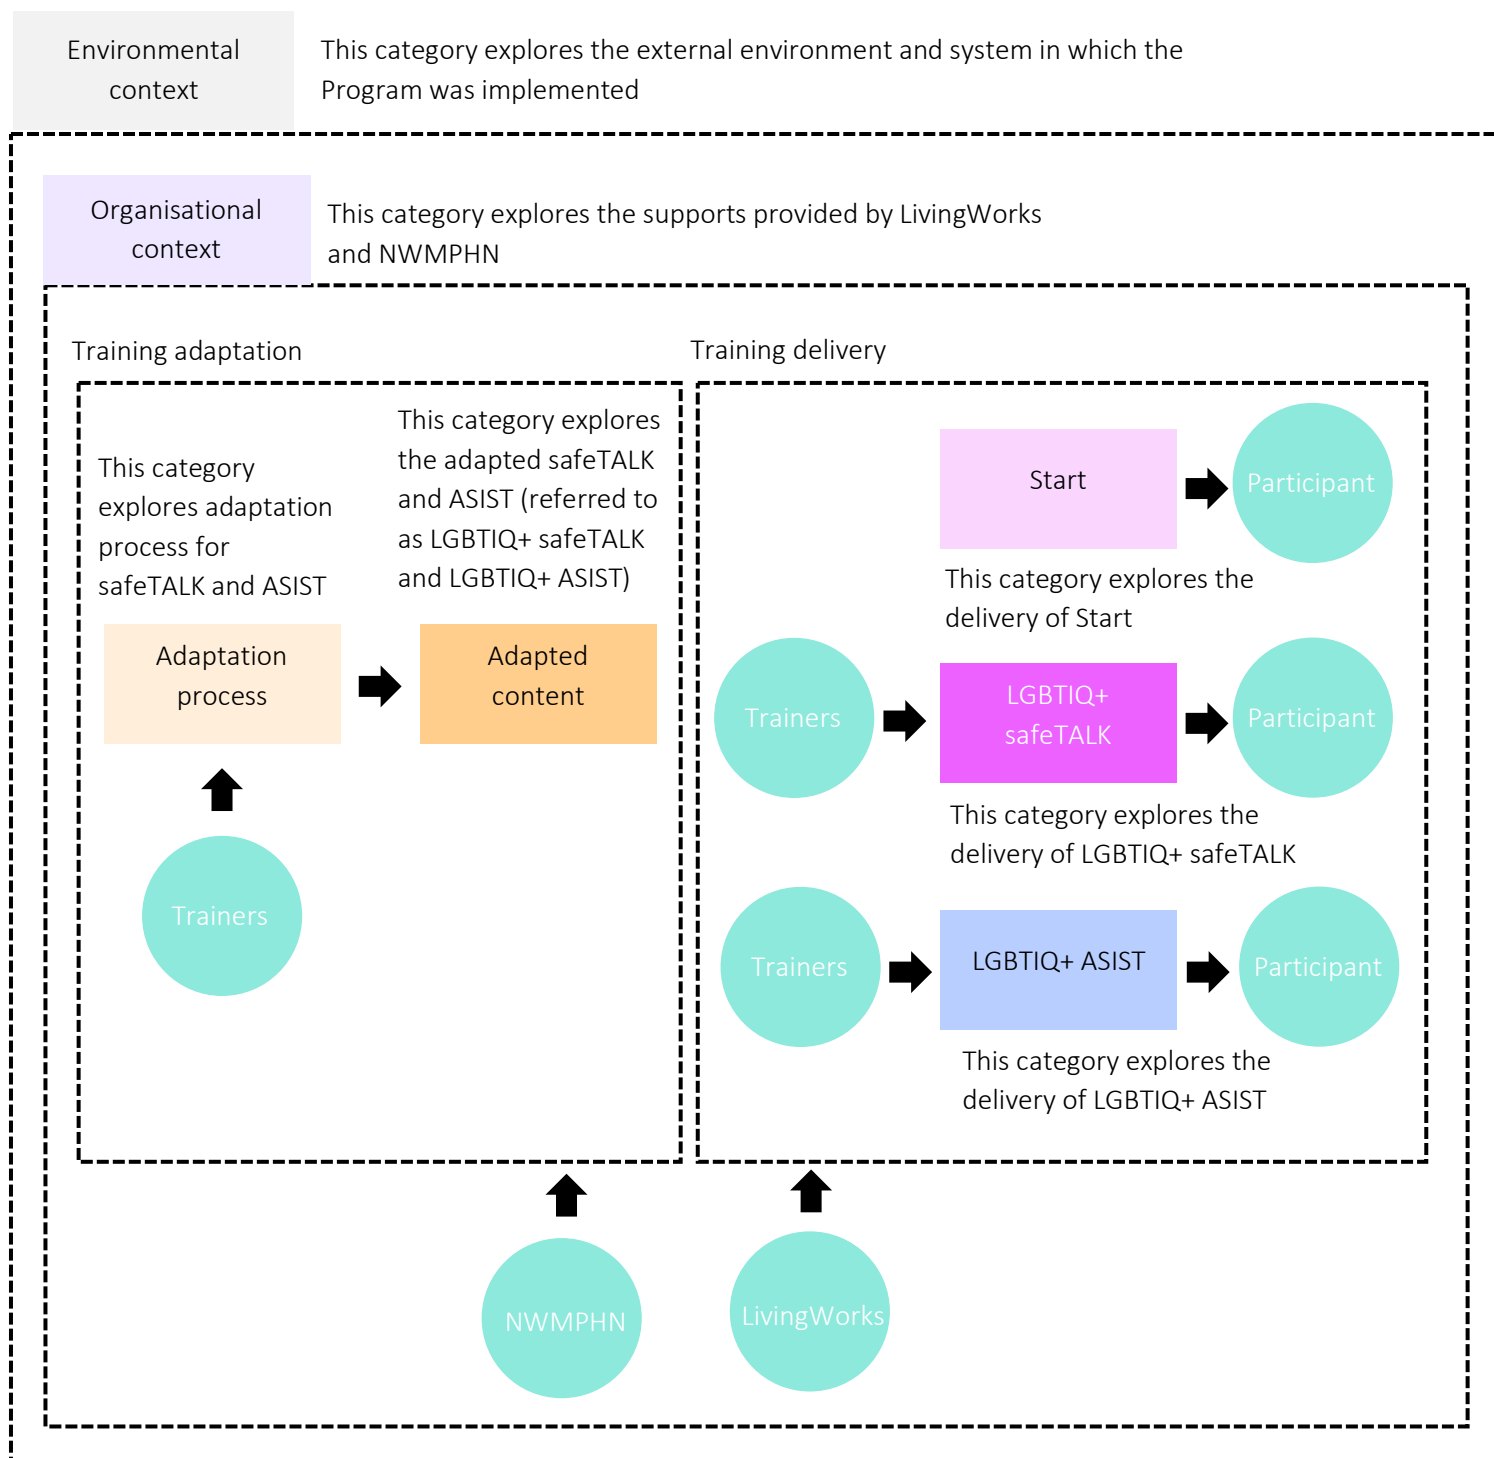 Environmental
context
This category explores the external environment and system in which the
Program was implemented
Organisational
context
This category explores the supports provided by LivingWorks
and NWMPHN
Training adaptation
This category
explores adaptation
process for
safeTALK and ASIST
This category explores
the adapted safeTALK
and ASIST (referred to
as LGBTIQ+ safeTALK
and LGBTIQ+ ASIST)
Adaptation
process
Adapted
content
Trainers
Training delivery
Start
Participant
This category explores the
delivery of Start
Trainers
LGBTIQ+
safeTALK
Participant
This category explores the
delivery of LGBTIQ+ safeTALK
Trainers
LGBTIQ+ ASIST
Participant
This category explores the
delivery of LGBTIQ+ ASIST
NWMPHN
LivingWorks